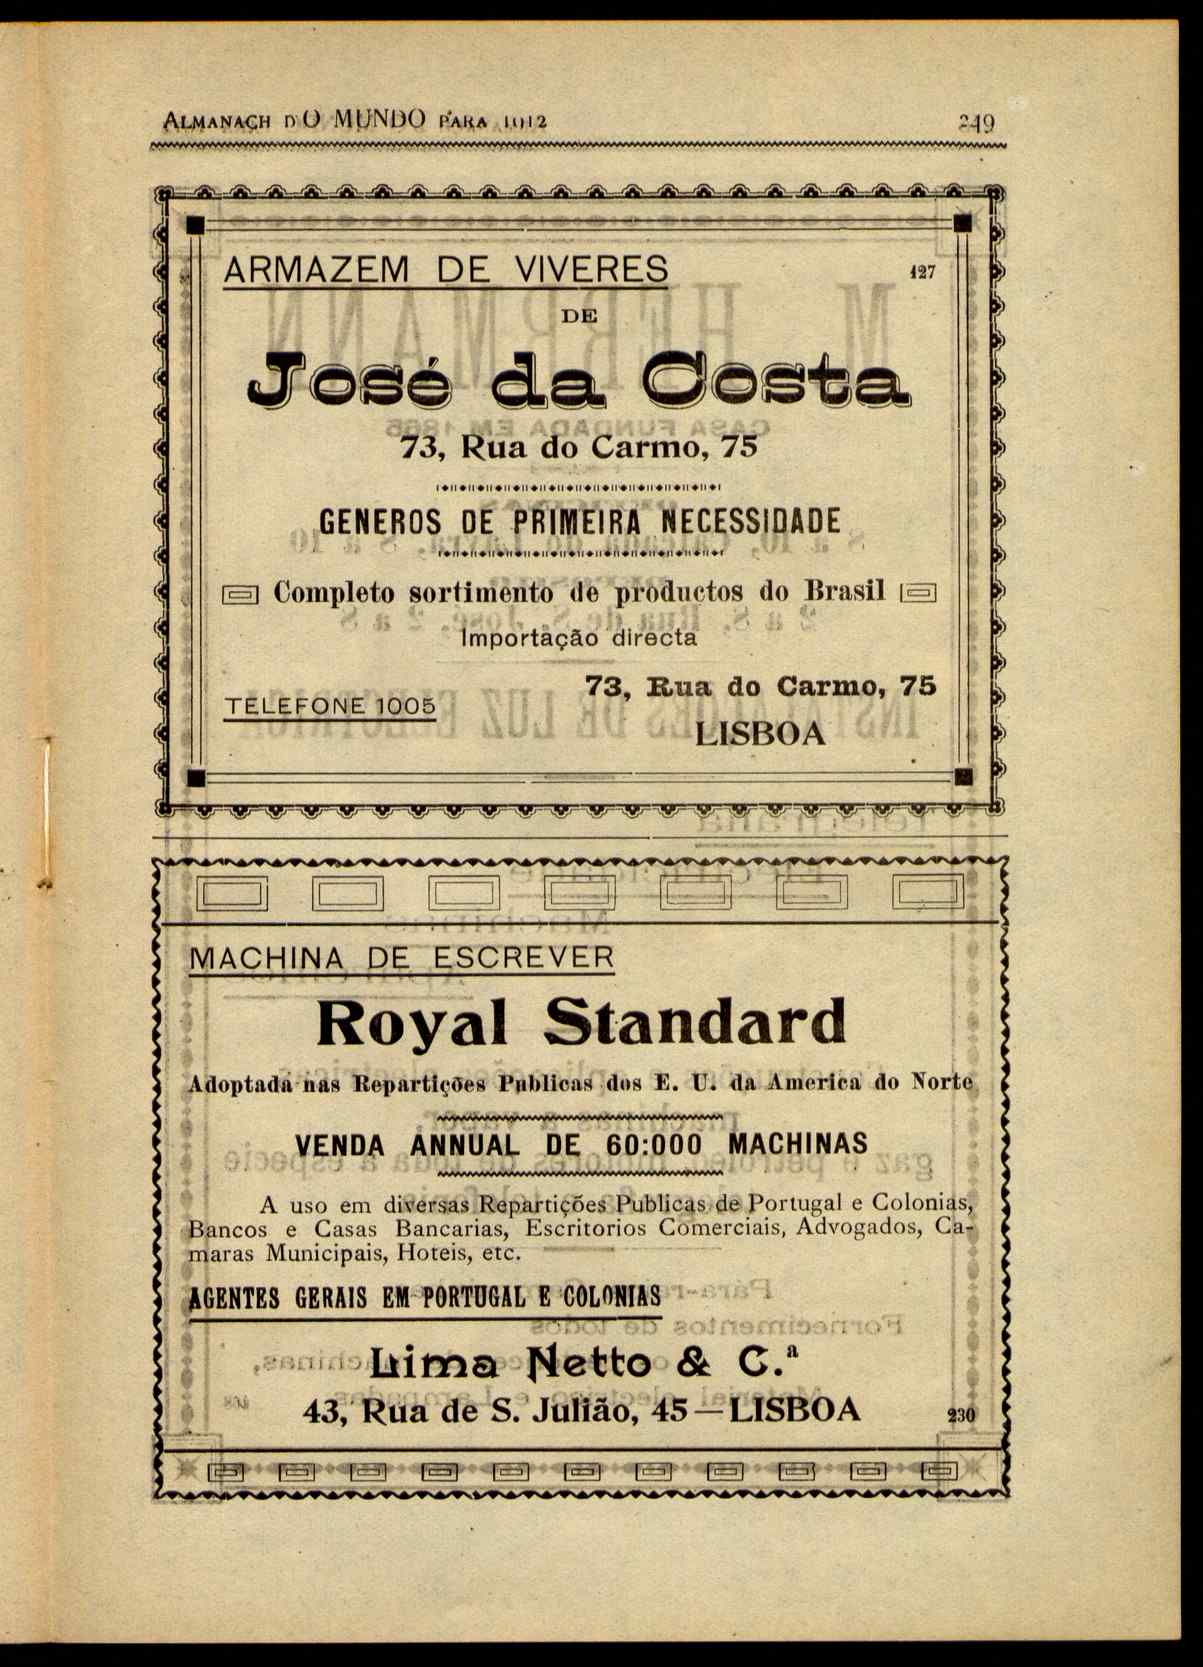 ALMANACH D'O MUNDO PARA 1912 249
ARMAZEM DE VIVERES 127
DE
José da Costa
73, Rua do Carmo, 75
GENEROS DE PRIMEIRA NECESSIDADE
Completo sortimento de productos do Brasil
Importação directa
73, Rua do Carmo, 75
TELEFONE 1005
LISBOA
MACHINA DE ESCREVER
Royal Standard
Adoptada nas Repartições Publicas dos E. U. da America do Norte
VENDA ANNUAL DE 60:000 MACHINAS
A uso em diversas Repartições Publicas de Portugal e Colonias,
Bancos e Casas Bancarias, Escritorios Comerciais, Advogados, Ca-
maras Municipais, Hoteis, etc.
AGENTES GERAIS EM PORTUGAL E COLONIAS
Lima Netto & C.ª
43, Rua de S. Julião, 45—LISBOA 230